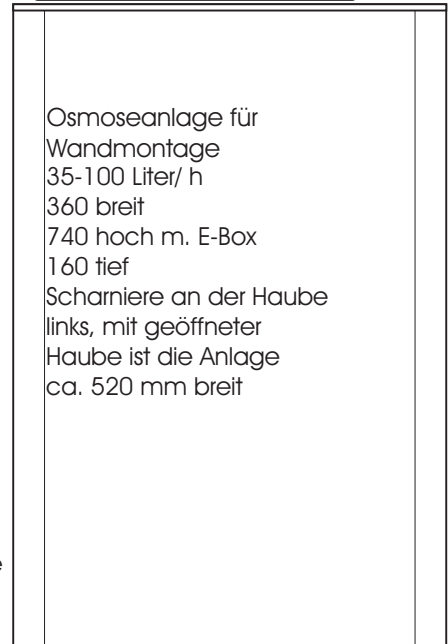 Osmoseanlage für
Wandmontage
35-100 Liter/ h
360 breit
740 hoch m. E-Box
160 tief
Scharniere an der Haube
links, mit geöffneter
Haube ist die Anlage
ca. 520 mm breit